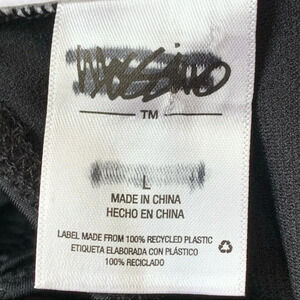 mossimo
TM
L
MADE IN CHINA
HECHO EN CHINA
LABEL MADE FROM 100% RECYCLED PLASTIC
ETIQUETA ELABORADA CON PLÁSTICO
100% RECICLADO